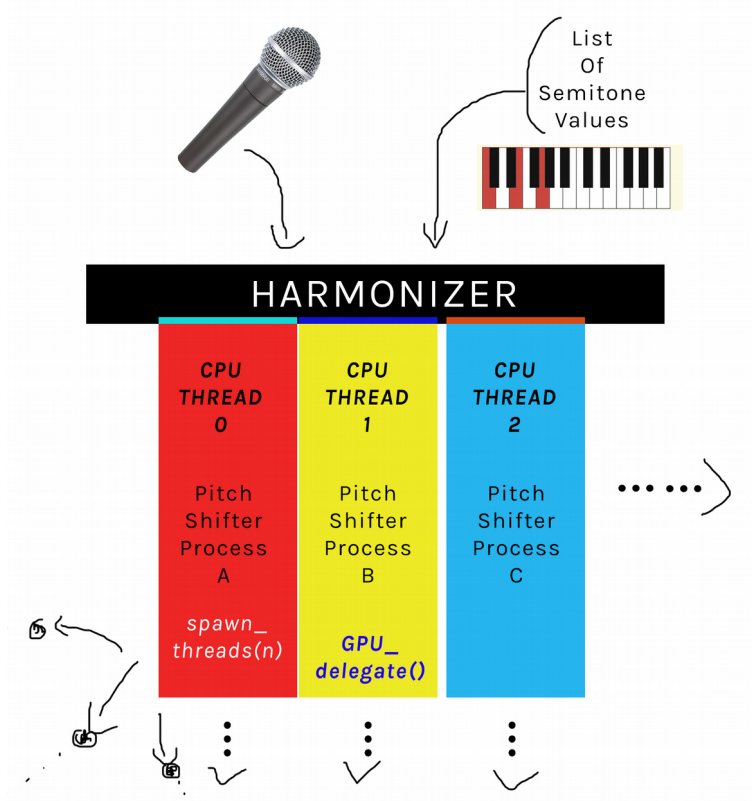 List
Of
Semitone
Values
HARMONIZER
CPU
THREAD
0
Pitch
Shifter
Process
A
spawn_
threads(n)
CPU
THREAD
1
Pitch
Shifter
Process
B
GPU_
delegate()
CPU
THREAD
2
Pitch
Shifter
Process
C